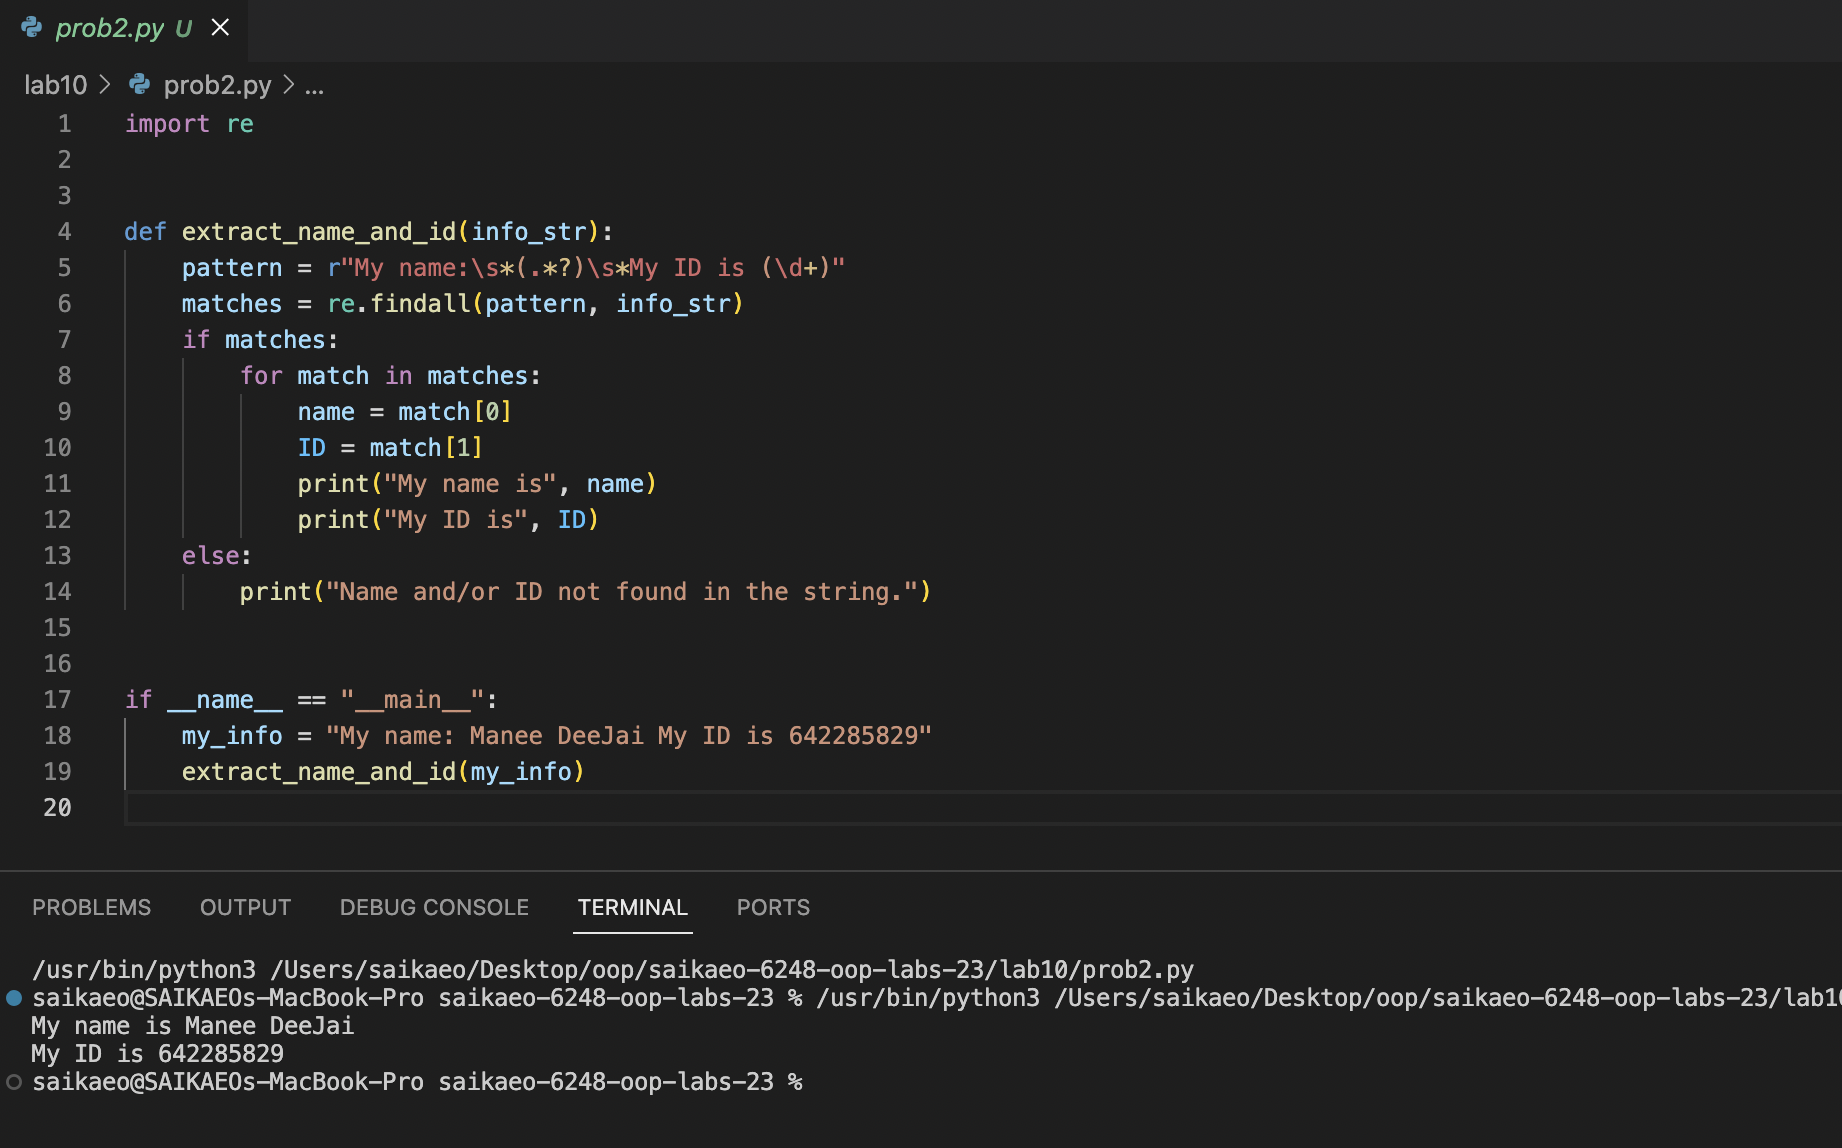 prob2.py U
lab10 > prob2.py > ...
1 import re
2
3
4 def extract_name_and_id(info_str):
5     pattern = r"My name:\s*(.*?)\s*My ID is (\d+)"
6     matches = re.findall(pattern, info_str)
7     if matches:
8         for match in matches:
9             name = match[0]
10             ID = match[1]
11             print("My name is", name)
12             print("My ID is", ID)
13     else:
14         print("Name and/or ID not found in the string.")
15
16
17 if __name__ == "__main__":
18     my_info = "My name: Manee DeeJai My ID is 642285829"
19     extract_name_and_id(my_info)
20
PROBLEMS OUTPUT DEBUG CONSOLE TERMINAL PORTS
/usr/bin/python3 /Users/saikaeo/Desktop/oop/saikaeo-6248-oop-labs-23/lab10/prob2.py
saikaeo@SAIKAEOs-MacBook-Pro saikaeo-6248-oop-labs-23 % /usr/bin/python3 /Users/saikaeo/Desktop/oop/saikaeo-6248-oop-labs-23/lab10
My name is Manee DeeJai
My ID is 642285829
saikaeo@SAIKAEOs-MacBook-Pro saikaeo-6248-oop-labs-23 %